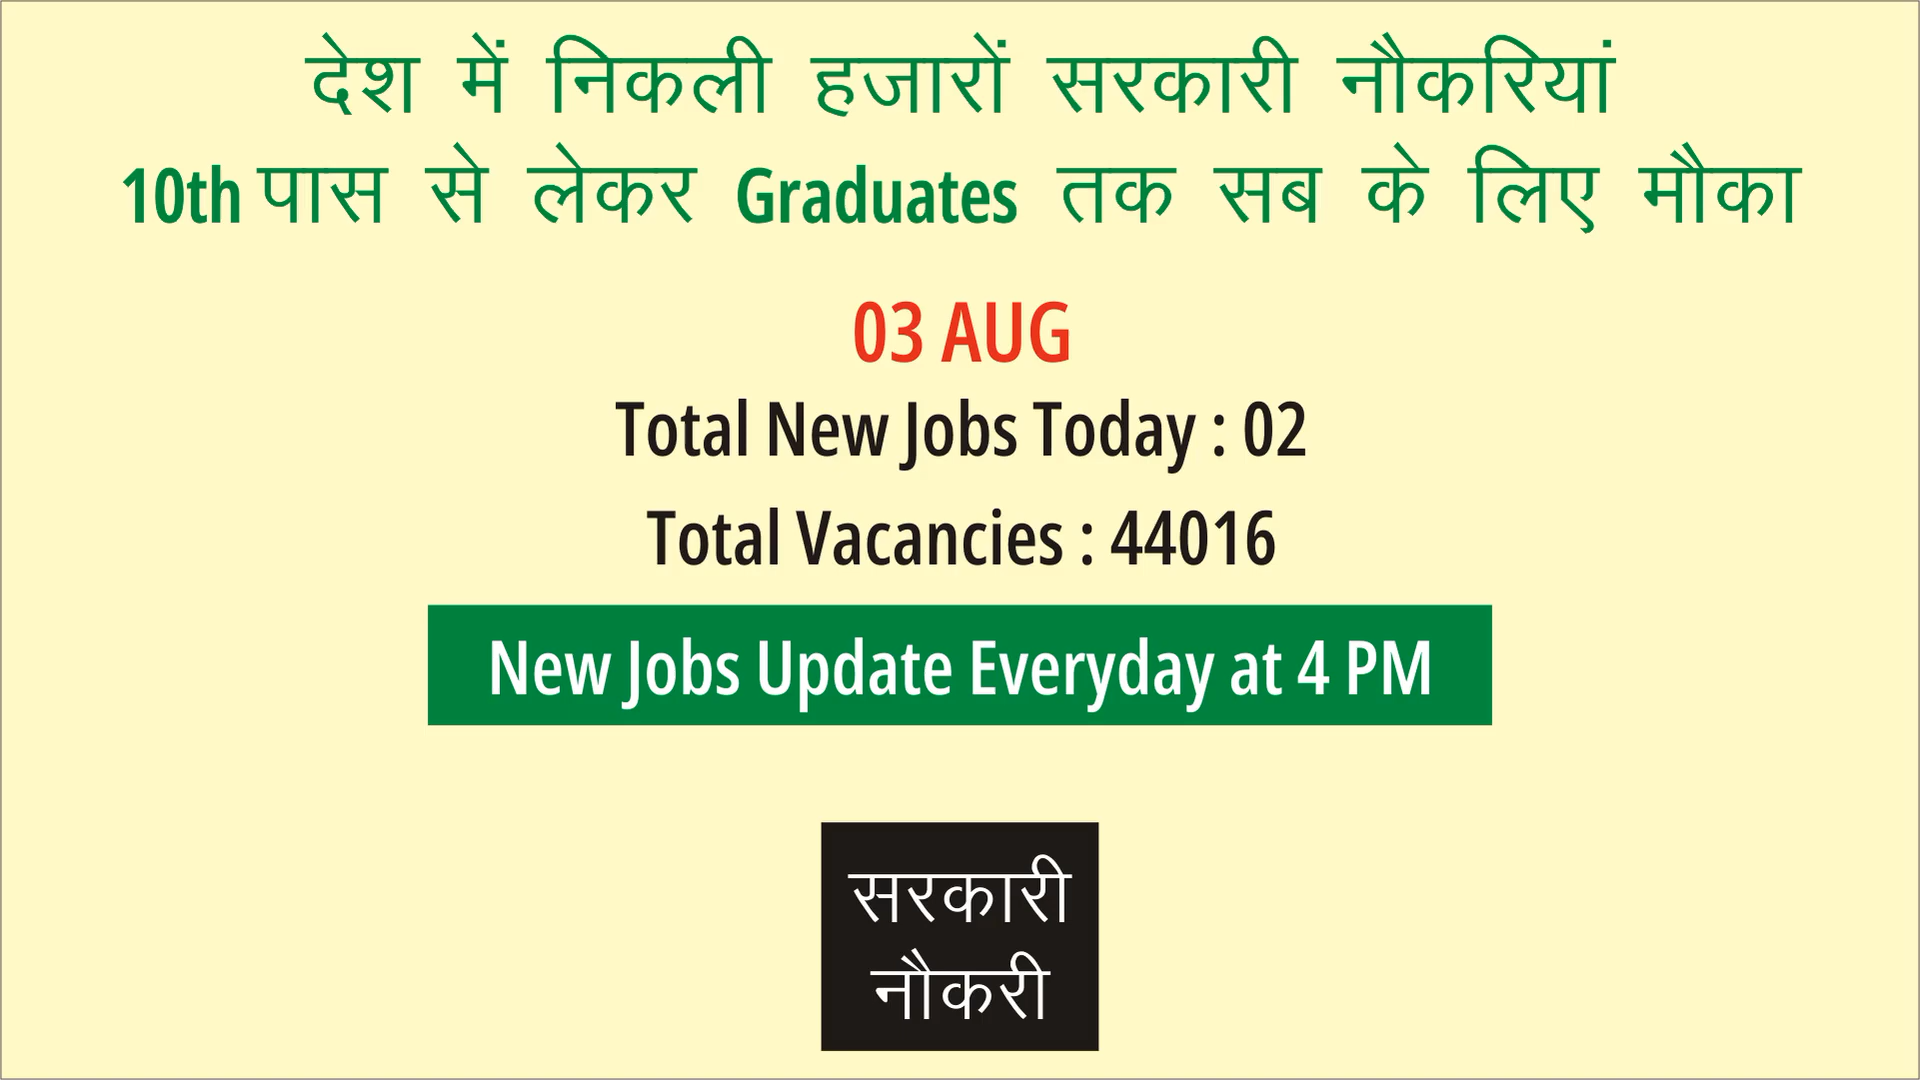 देश में निकली हजारों सरकारी नौकरियां
10th पास से लेकर Graduates तक सब के लिए मौका
03 AUG
Total New Jobs Today : 02
Total Vacancies : 44016
New Jobs Update Everyday at 4 PM
सरकारी
नौकरी